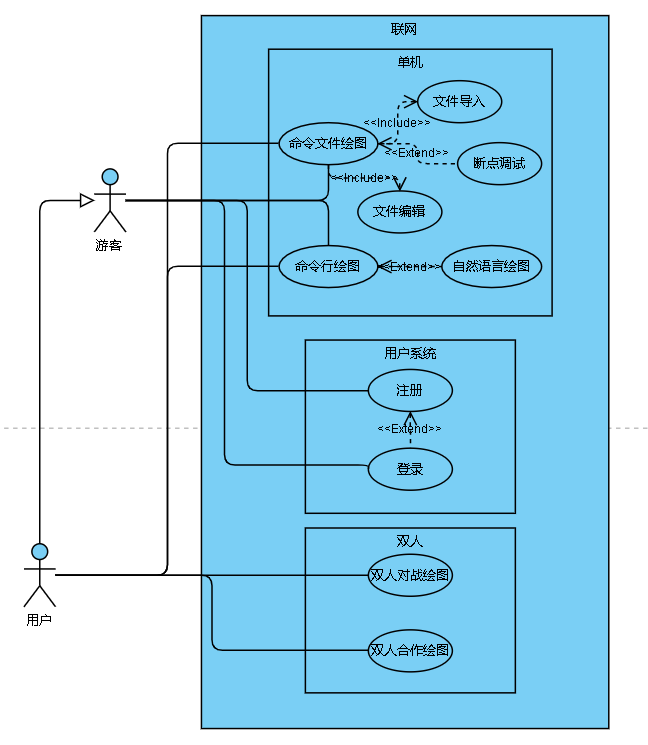 联网
单机
文件导入
<<Include>>
命令文件绘图
<<Extend>>
断点调试
<<Include>>
文件编辑
游客
命令行绘图
<<Extend>>
自然语言绘图
用户系统
注册
<<Extend>>
登录
双人
双人对战绘图
用户
双人合作绘图